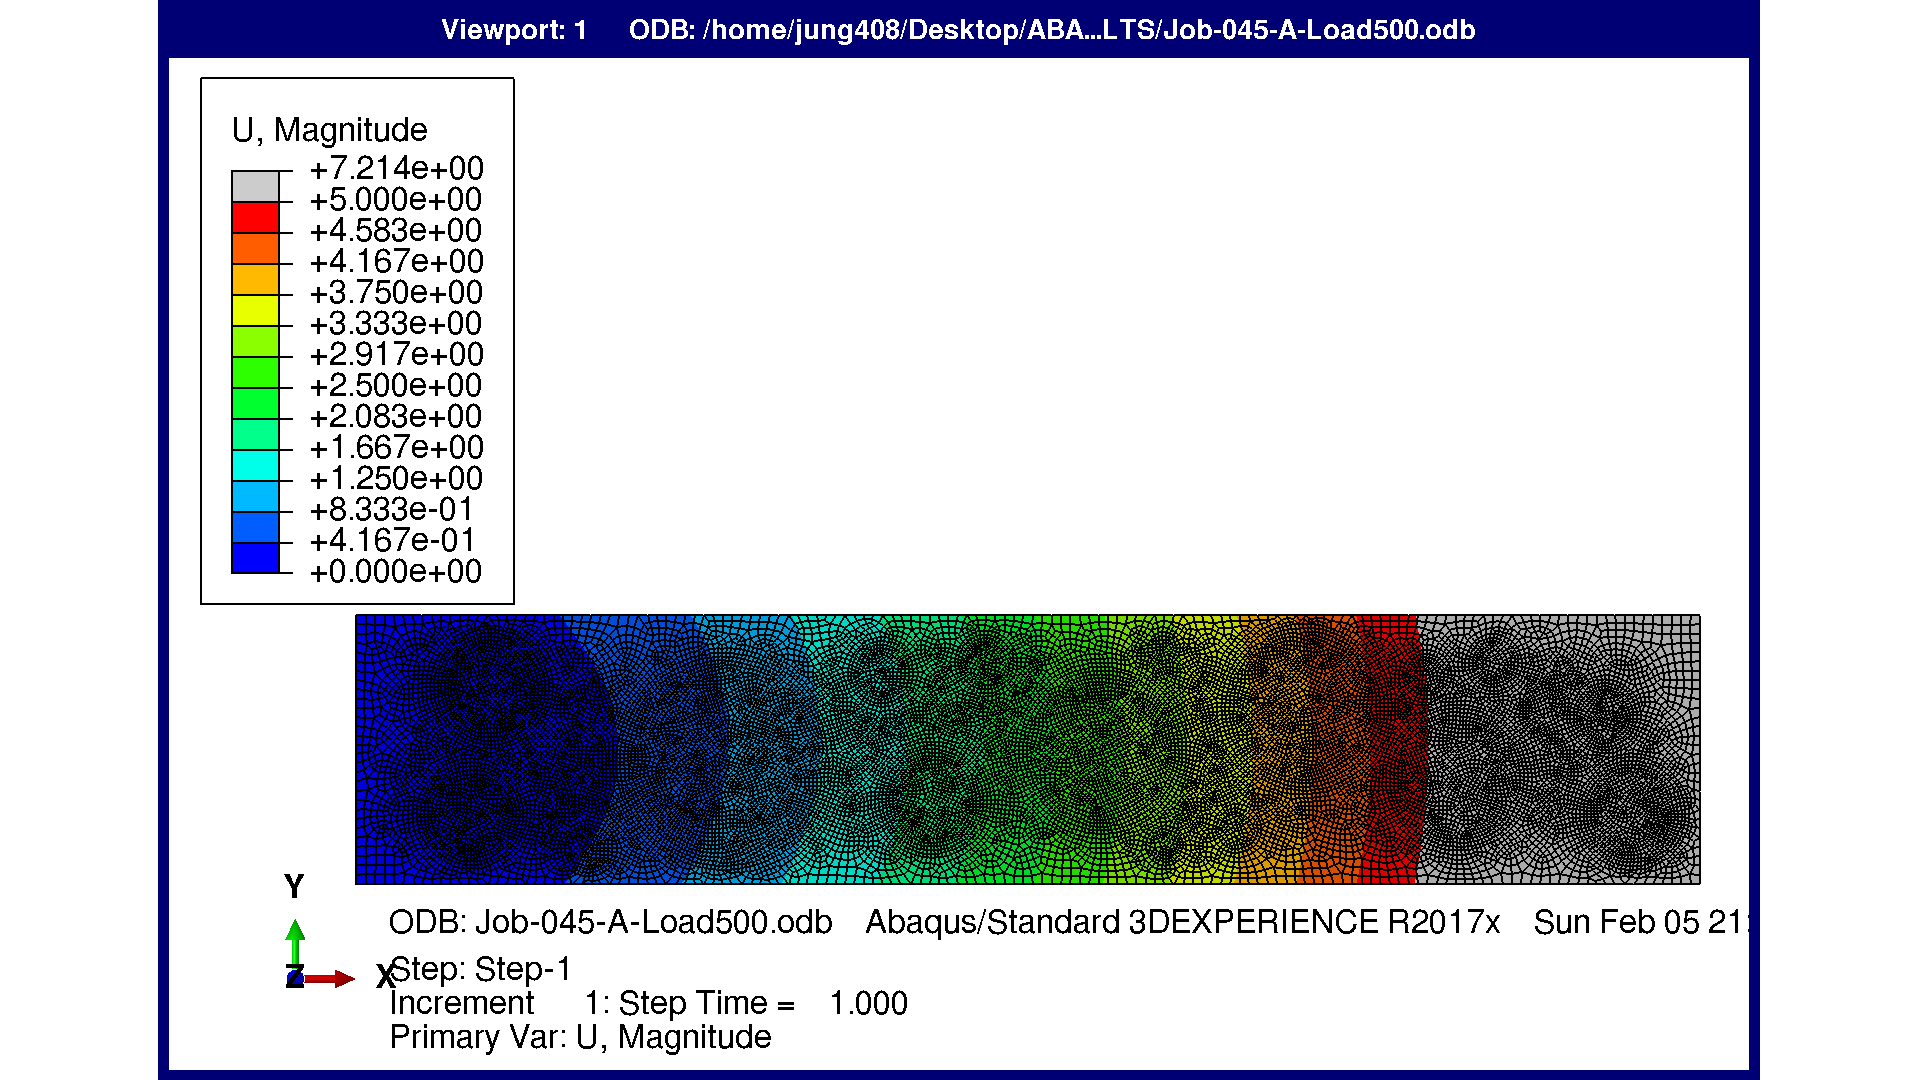 Viewport: 1 ODB: /home/jung408/Desktop/ABA...LTS/Job-045-A-Load500.odb
U, Magnitude
+7.214e+00
+5.000e+00
+4.583e+00
+4.167e+00
+3.750e+00
+3.333e+00
+2.917e+00
+2.500e+00
+2.083e+00
+1.667e+00
+1.250e+00
+8.333e-01
+4.167e-01
+0.000e+00
Y
Z
X
ODB: Job-045-A-Load500.odb Abaqus/Standard 3DEXPERIENCE R2017x Sun Feb 05 21:
Step: Step-1
Increment 1: Step Time = 1.000
Primary Var: U, Magnitude